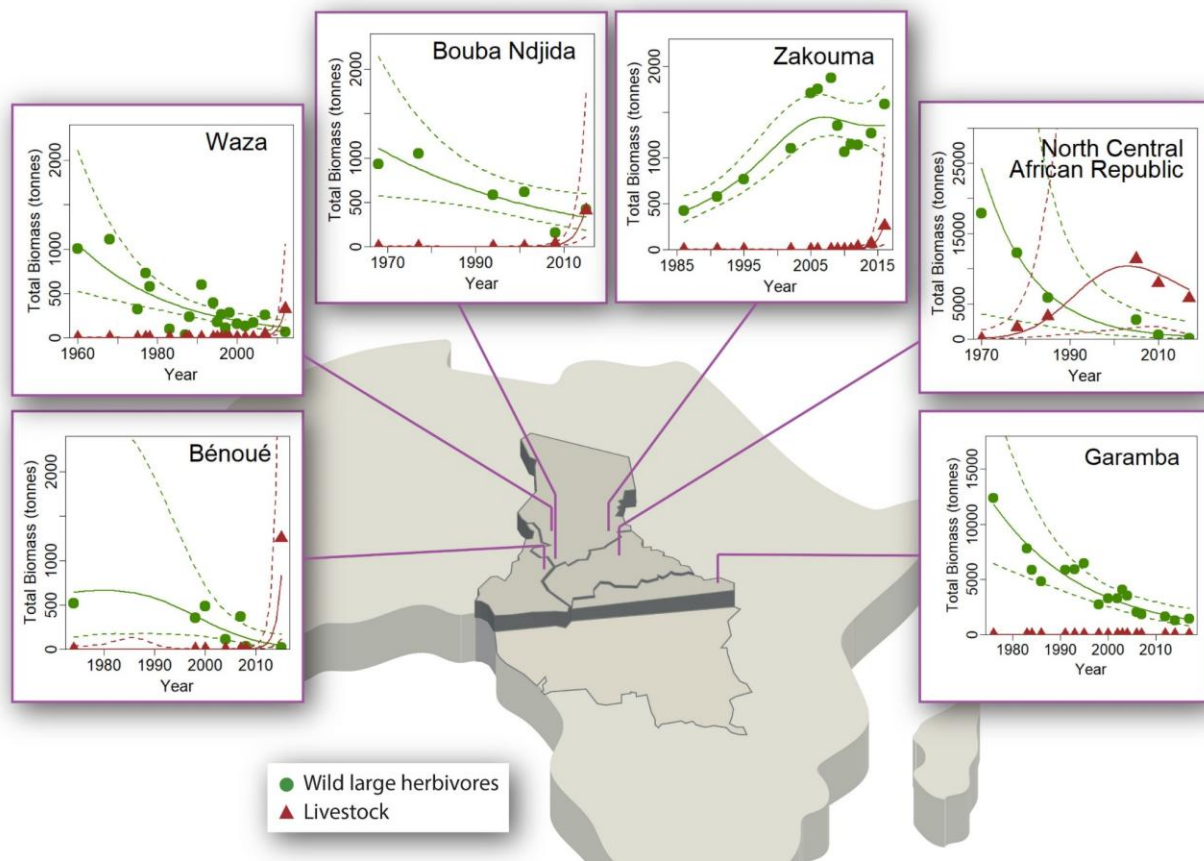 Waza
Total Biomass (tonnes)
0
500
1000
2000
1960
1980
2000
Year
Bouba Ndjida
Total Biomass (tonnes)
0
500
1000
2000
1970
1990
2010
Year
Zakouma
Total Biomass (tonnes)
0
500
1000
2000
1985
1995
2005
2015
Year
North Central
African Republic
Total Biomass (tonnes)
0
5000
15000
25000
1970
1990
2010
Year
Bénoué
Total Biomass (tonnes)
0
500
1000
2000
1980
1990
2000
2010
Year
Garamba
Total Biomass (tonnes)
0
5000
10000
15000
1980
1990
2000
2010
Year
Wild large herbivores
Livestock